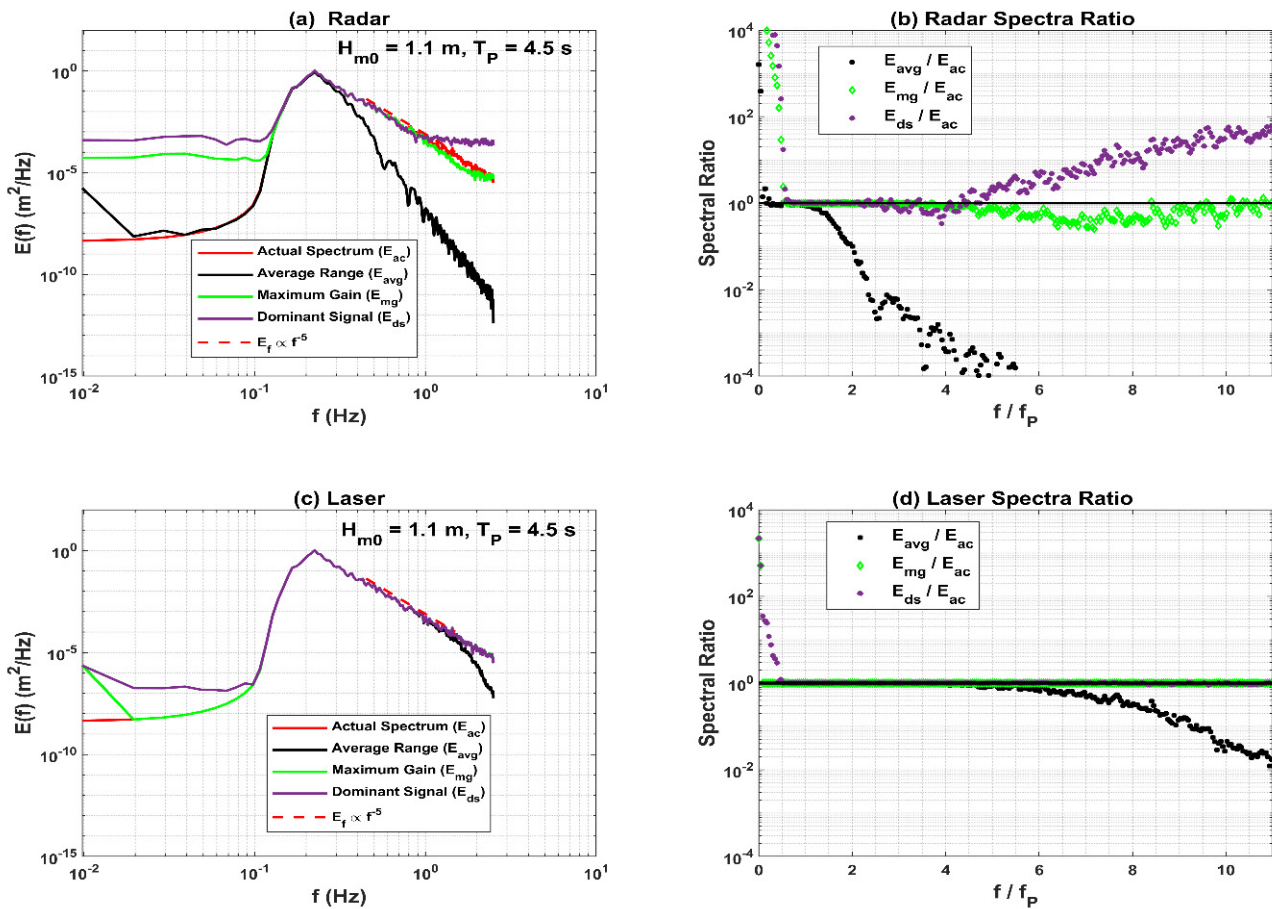 (a) Radar
H_m0 = 1.1 m, T_P = 4.5 s
E(f) (m²/Hz)
10⁰
10⁻⁵
10⁻¹⁰
10⁻¹⁵
Actual Spectrum (E_ac)
Average Range (E_avg)
Maximum Gain (E_mg)
Dominant Signal (E_ds)
E_f ∝ f⁻⁵
10⁻² 10⁻¹ 10⁰ 10¹
f (Hz)
(b) Radar Spectra Ratio
Spectral Ratio
10⁴
10²
10⁰
10⁻²
10⁻⁴
E_avg / E_ac
E_mg / E_ac
E_ds / E_ac
0 2 4 6 8 10
f / f_P
(c) Laser
H_m0 = 1.1 m, T_P = 4.5 s
E(f) (m²/Hz)
10⁰
10⁻⁵
10⁻¹⁰
10⁻¹⁵
Actual Spectrum (E_ac)
Average Range (E_avg)
Maximum Gain (E_mg)
Dominant Signal (E_ds)
E_f ∝ f⁻⁵
10⁻² 10⁻¹ 10⁰ 10¹
f (Hz)
(d) Laser Spectra Ratio
Spectral Ratio
10⁴
10²
10⁰
10⁻²
10⁻⁴
E_avg / E_ac
E_mg / E_ac
E_ds / E_ac
0 2 4 6 8 10
f / f_P